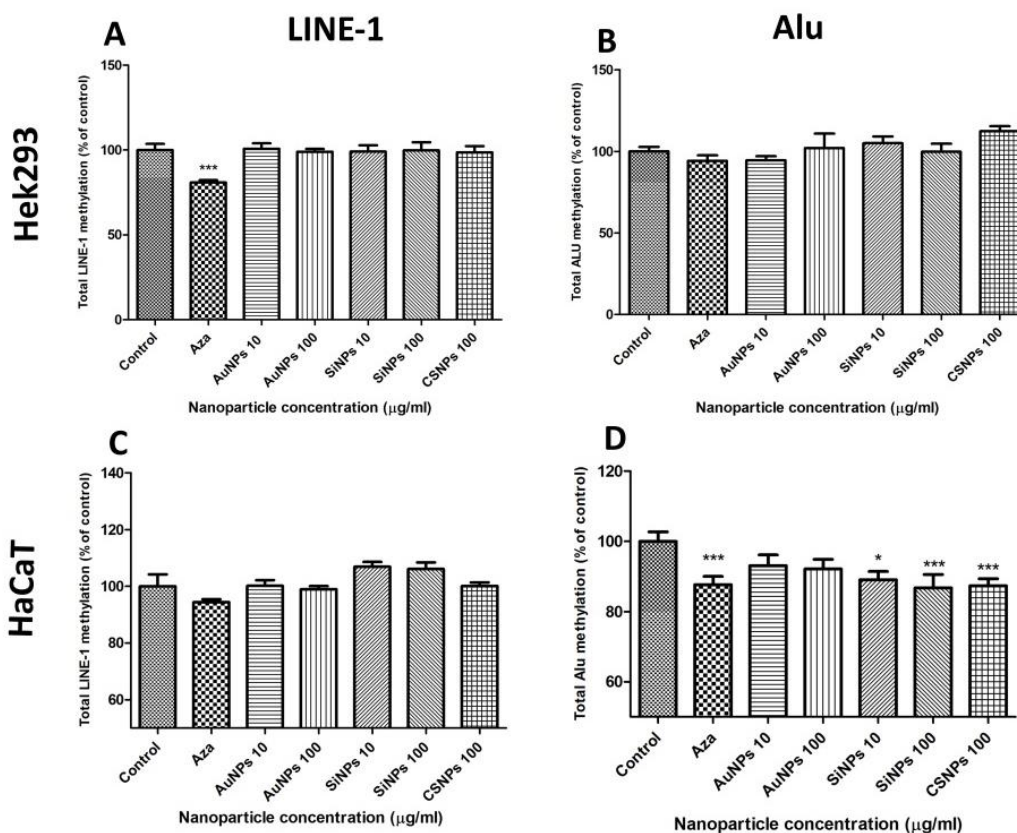 LINE-1
Alu
Hek293
HaCaT
A
Total LINE-1 methylation (% of control)
150
100
50
0
***
Control
Aza
AuNPs 10
AuNPs 100
SiNPs 10
SiNPs 100
CSNPs 100
Nanoparticle concentration (μg/ml)
B
Total ALU methylation (% of control)
150
100
50
0
Control
Aza
AuNPs 10
AuNPs 100
SiNPs 10
SiNPs 100
CSNPs 100
Nanoparticle concentration (μg/ml)
C
Total LINE-1 methylation (% of control)
140
120
100
80
60
Control
Aza
AuNPs 10
AuNPs 100
SiNPs 10
SiNPs 100
CSNPs 100
Nanoparticle concentration (μg/ml)
D
Total Alu methylation (% of control)
120
100
80
60
***
*
***
***
Control
Aza
AuNPs 10
AuNPs 100
SiNPs 10
SiNPs 100
CSNPs 100
Nanoparticle concentration (μg/ml)